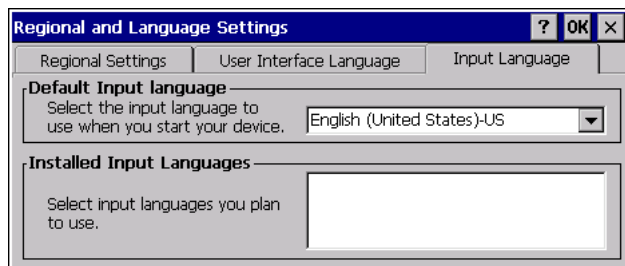 Regional and Language Settings ? OK ×
Regional Settings User Interface Language Input Language
Default Input language
Select the input language to
use when you start your device.
English (United States)-US
Installed Input Languages
Select input languages you plan
to use.